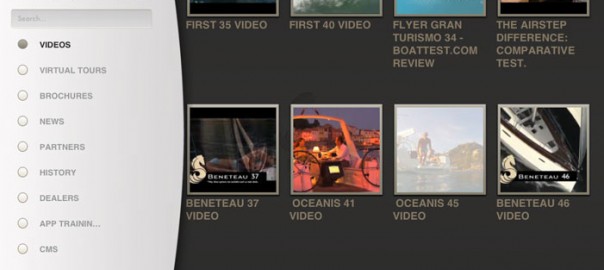 Search...
VIDEOS
VIRTUAL TOURS
BROCHURES
NEWS
PARTNERS
HISTORY
DEALERS
APP TRAININ...
CMS
FIRST 35 VIDEO
FIRST 40 VIDEO
FLYER GRAN
TURISMO 34 -
BOATTEST.COM
REVIEW
THE AIRSTEP
DIFFERENCE:
COMPARATIVE
TEST.
BENETEAU 37
BENETEAU 37
VIDEO
OCEANIS 41
VIDEO
OCEANIS 45
VIDEO
BENETEAU 46
BENETEAU 46
VIDEO